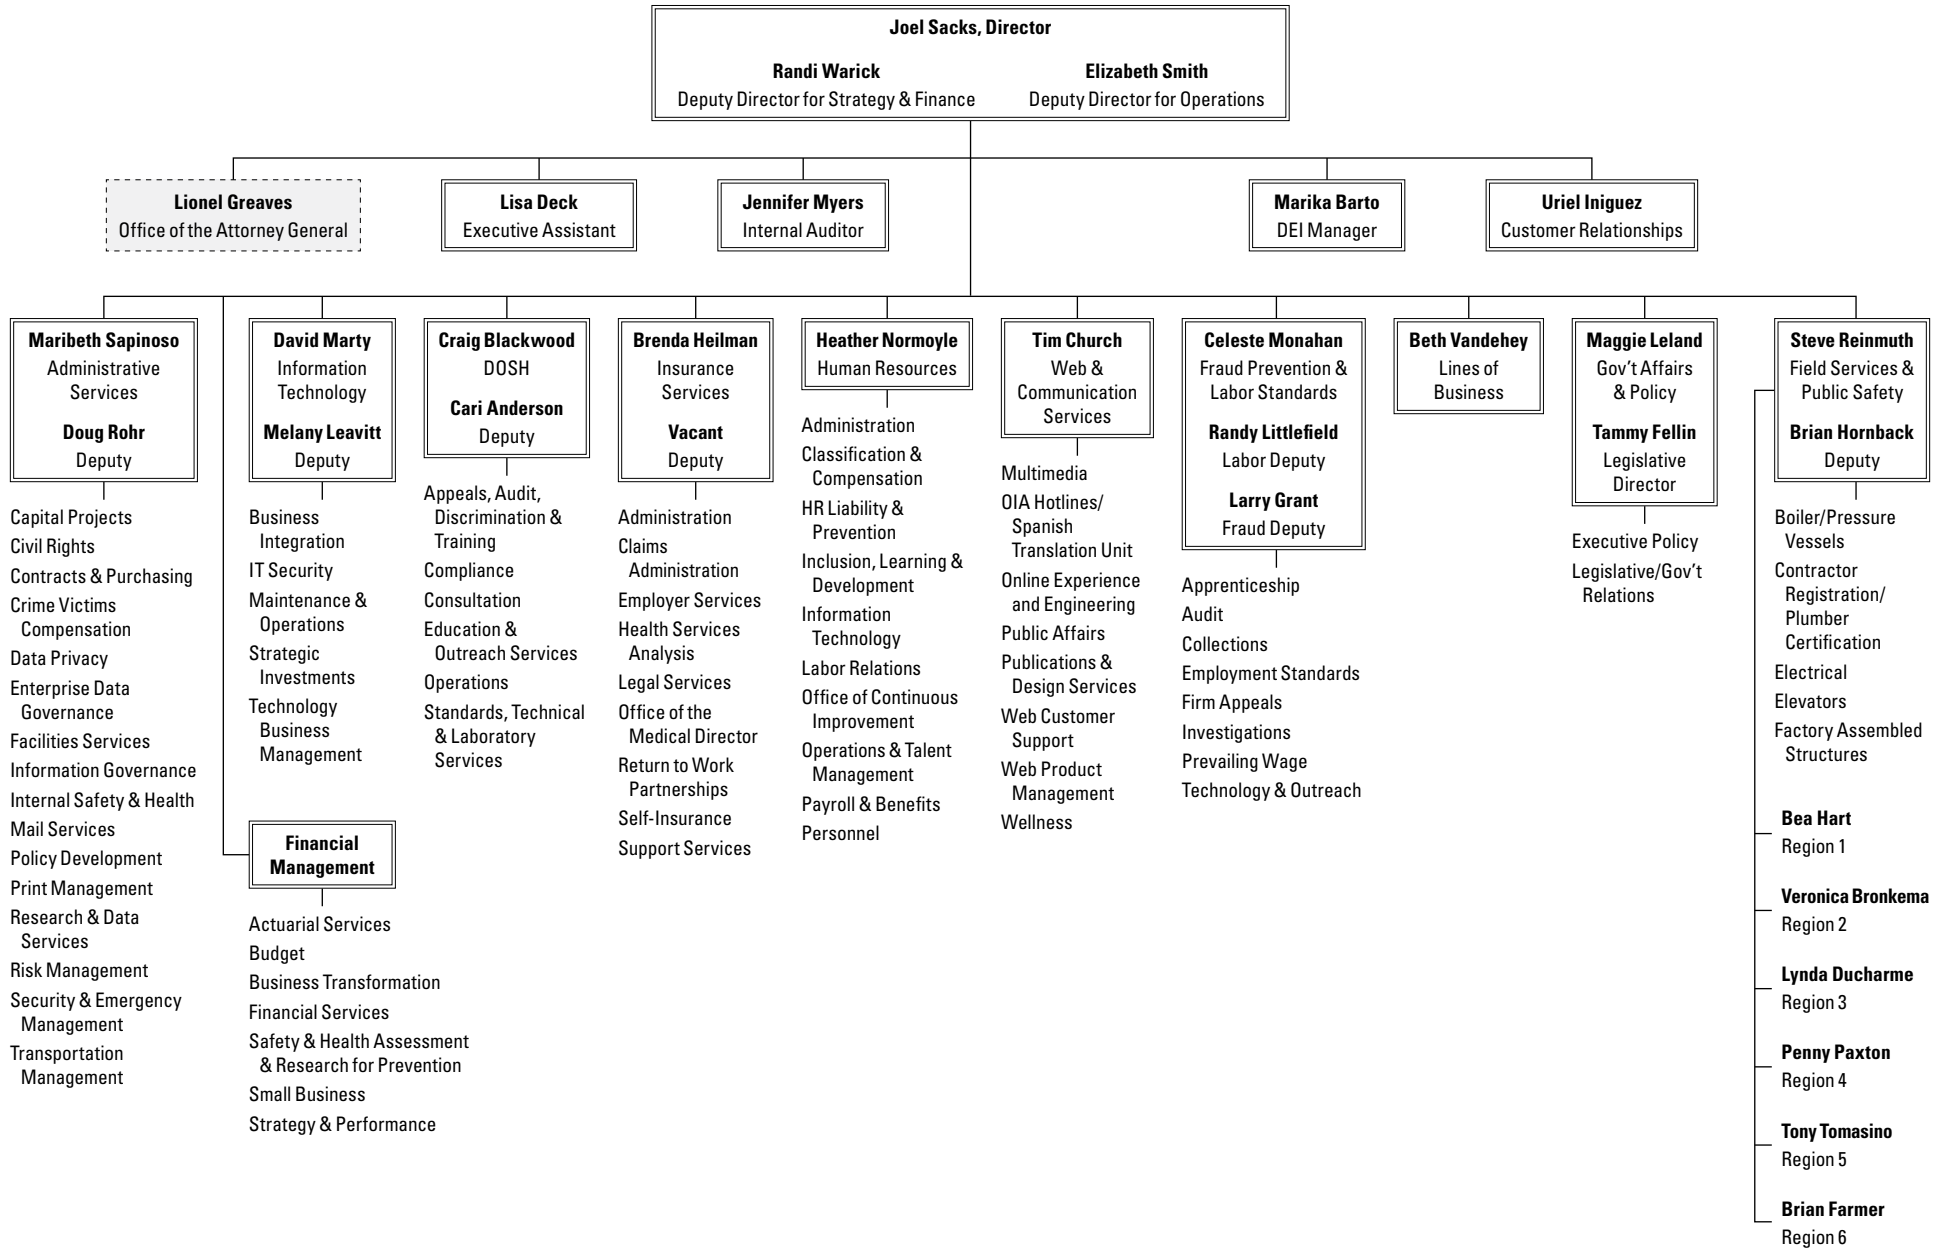 Joel Sacks, Director
Randi Warick
Deputy Director for Strategy & Finance
Elizabeth Smith
Deputy Director for Operations
Lionel Greaves
Office of the Attorney General
Lisa Deck
Executive Assistant
Jennifer Myers
Internal Auditor
Marika Barto
DEI Manager
Uriel Iniguez
Customer Relationships
Maribeth Sapinoso
Administrative
Services
Doug Rohr
Deputy
Capital Projects
Civil Rights
Contracts & Purchasing
Crime Victims
Compensation
Data Privacy
Enterprise Data
Governance
Facilities Services
Information Governance
Internal Safety & Health
Mail Services
Policy Development
Print Management
Research & Data
Services
Risk Management
Security & Emergency
Management
Transportation
Management
David Marty
Information
Technology
Melany Leavitt
Deputy
Business
Integration
IT Security
Maintenance &
Operations
Strategic
Investments
Technology
Business
Management
Financial
Management
Actuarial Services
Budget
Business Transformation
Financial Services
Safety & Health Assessment
& Research for Prevention
Small Business
Strategy & Performance
Craig Blackwood
DOSH
Cari Anderson
Deputy
Appeals, Audit,
Discrimination &
Training
Compliance
Consultation
Education &
Outreach Services
Operations
Standards, Technical
& Laboratory
Services
Brenda Heilman
Insurance
Services
Vacant
Deputy
Administration
Claims
Administration
Employer Services
Health Services
Analysis
Legal Services
Office of the
Medical Director
Return to Work
Partnerships
Self-Insurance
Support Services
Heather Normoyle
Human Resources
Administration
Classification &
Compensation
HR Liability &
Prevention
Inclusion, Learning &
Development
Information
Technology
Labor Relations
Office of Continuous
Improvement
Operations & Talent
Management
Payroll & Benefits
Personnel
Tim Church
Web &
Communication
Services
Multimedia
OIA Hotlines/
Spanish
Translation Unit
Online Experience
and Engineering
Public Affairs
Publications &
Design Services
Web Customer
Support
Web Product
Management
Wellness
Celeste Monahan
Fraud Prevention &
Labor Standards
Randy Littlefield
Labor Deputy
Larry Grant
Fraud Deputy
Apprenticeship
Audit
Collections
Employment Standards
Firm Appeals
Investigations
Prevailing Wage
Technology & Outreach
Beth Vandehey
Lines of
Business
Maggie Leland
Gov't Affairs
& Policy
Tammy Fellin
Legislative
Director
Executive Policy
Legislative/Gov't
Relations
Steve Reinmuth
Field Services &
Public Safety
Brian Hornback
Deputy
Boiler/Pressure
Vessels
Contractor
Registration/
Plumber
Certification
Electrical
Elevators
Factory Assembled
Structures
Bea Hart
Region 1
Veronica Bronkema
Region 2
Lynda Ducharme
Region 3
Penny Paxton
Region 4
Tony Tomasino
Region 5
Brian Farmer
Region 6